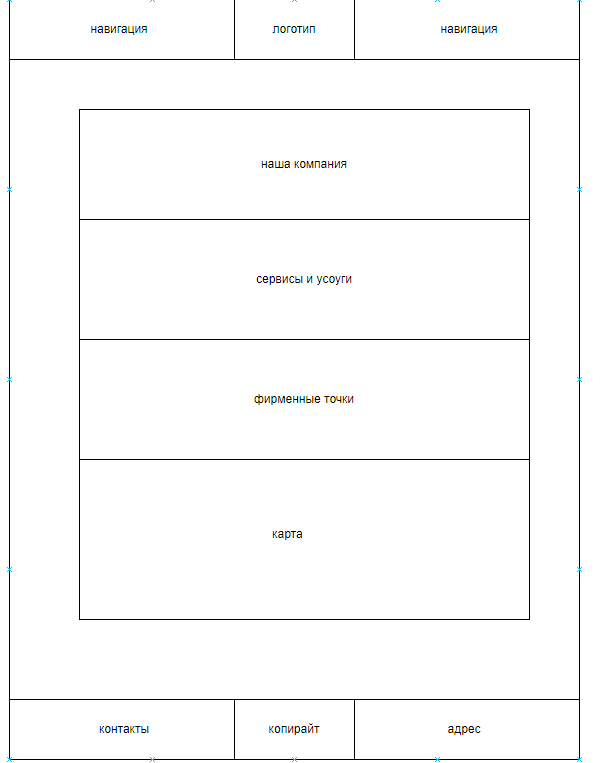 навигация
логотип
навигация
наша компания
сервисы и усоуги
фирменные точки
карта
контакты
копирайт
адрес